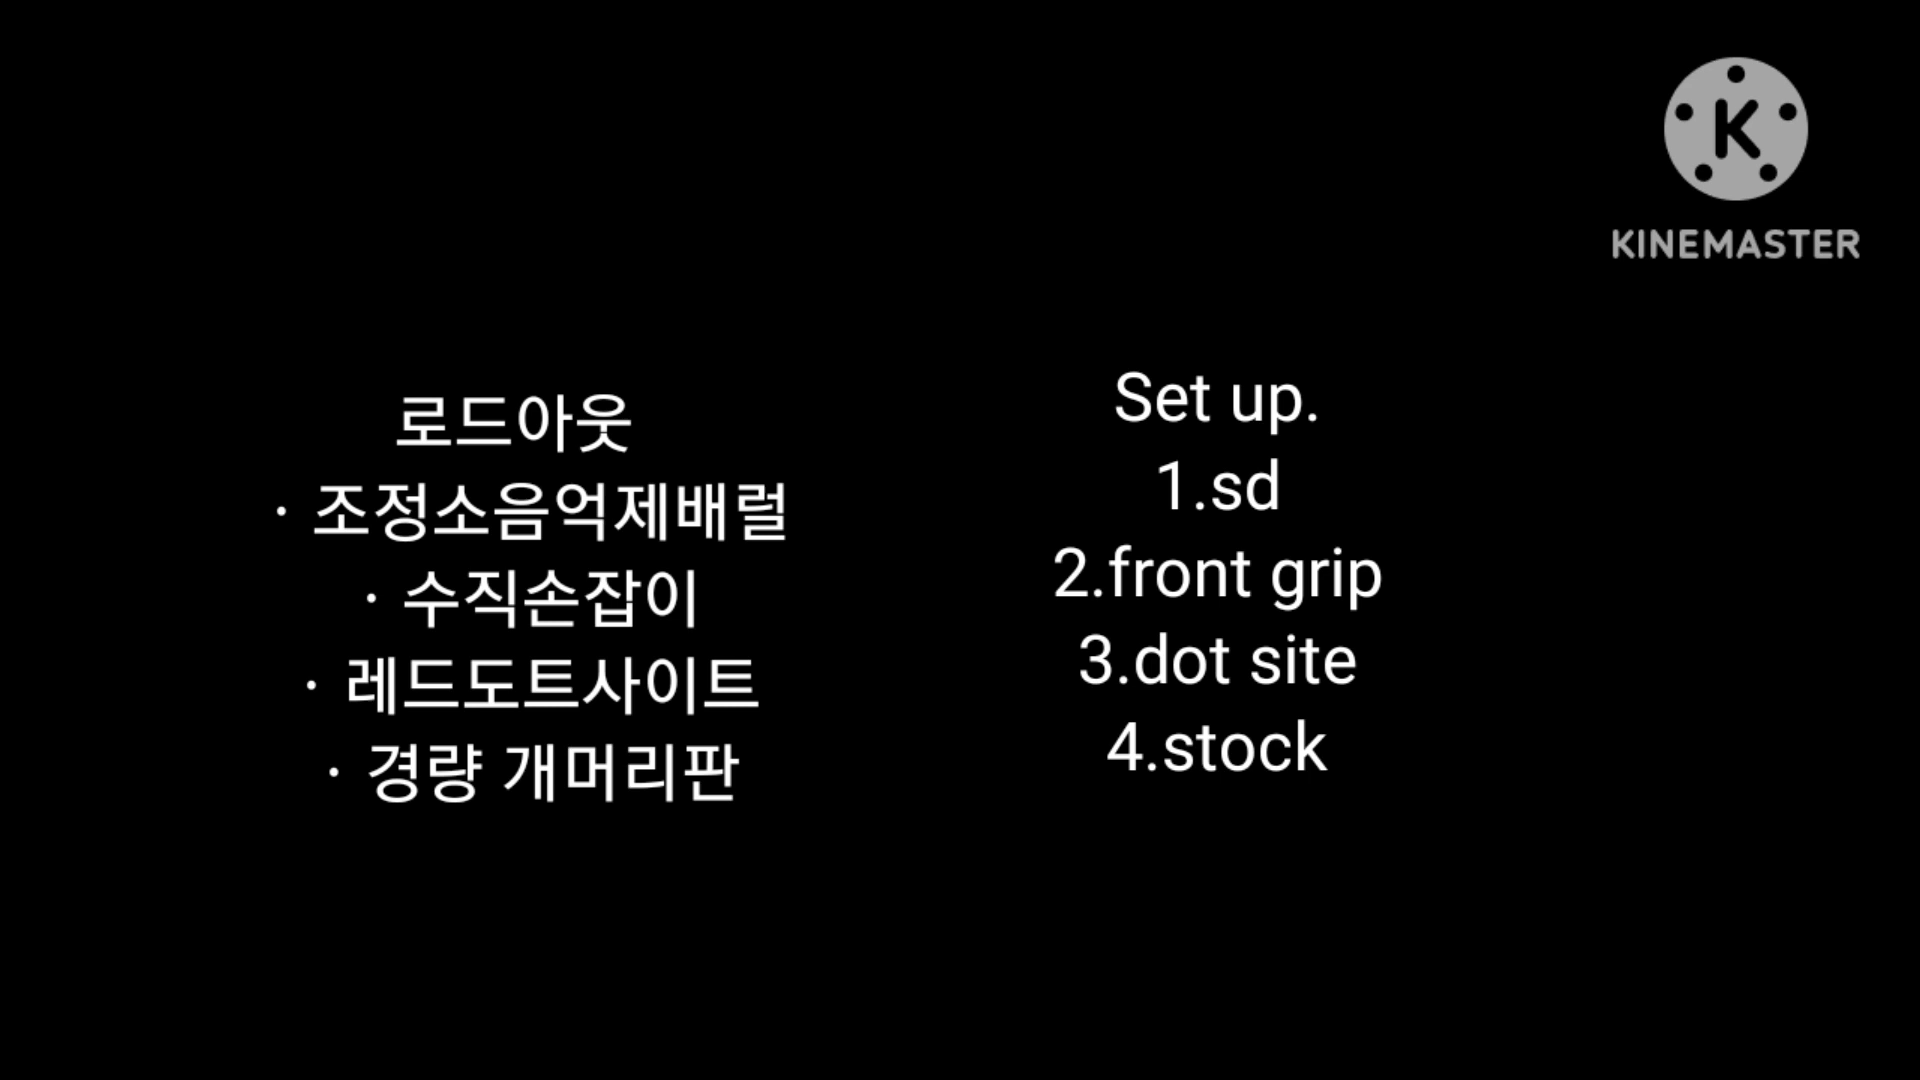 로드아웃
· 조정소음억제배럴
· 수직손잡이
· 레드도트사이트
· 경량 개머리판
Set up.
1.sd
2.front grip
3.dot site
4.stock
K
KINEMASTER